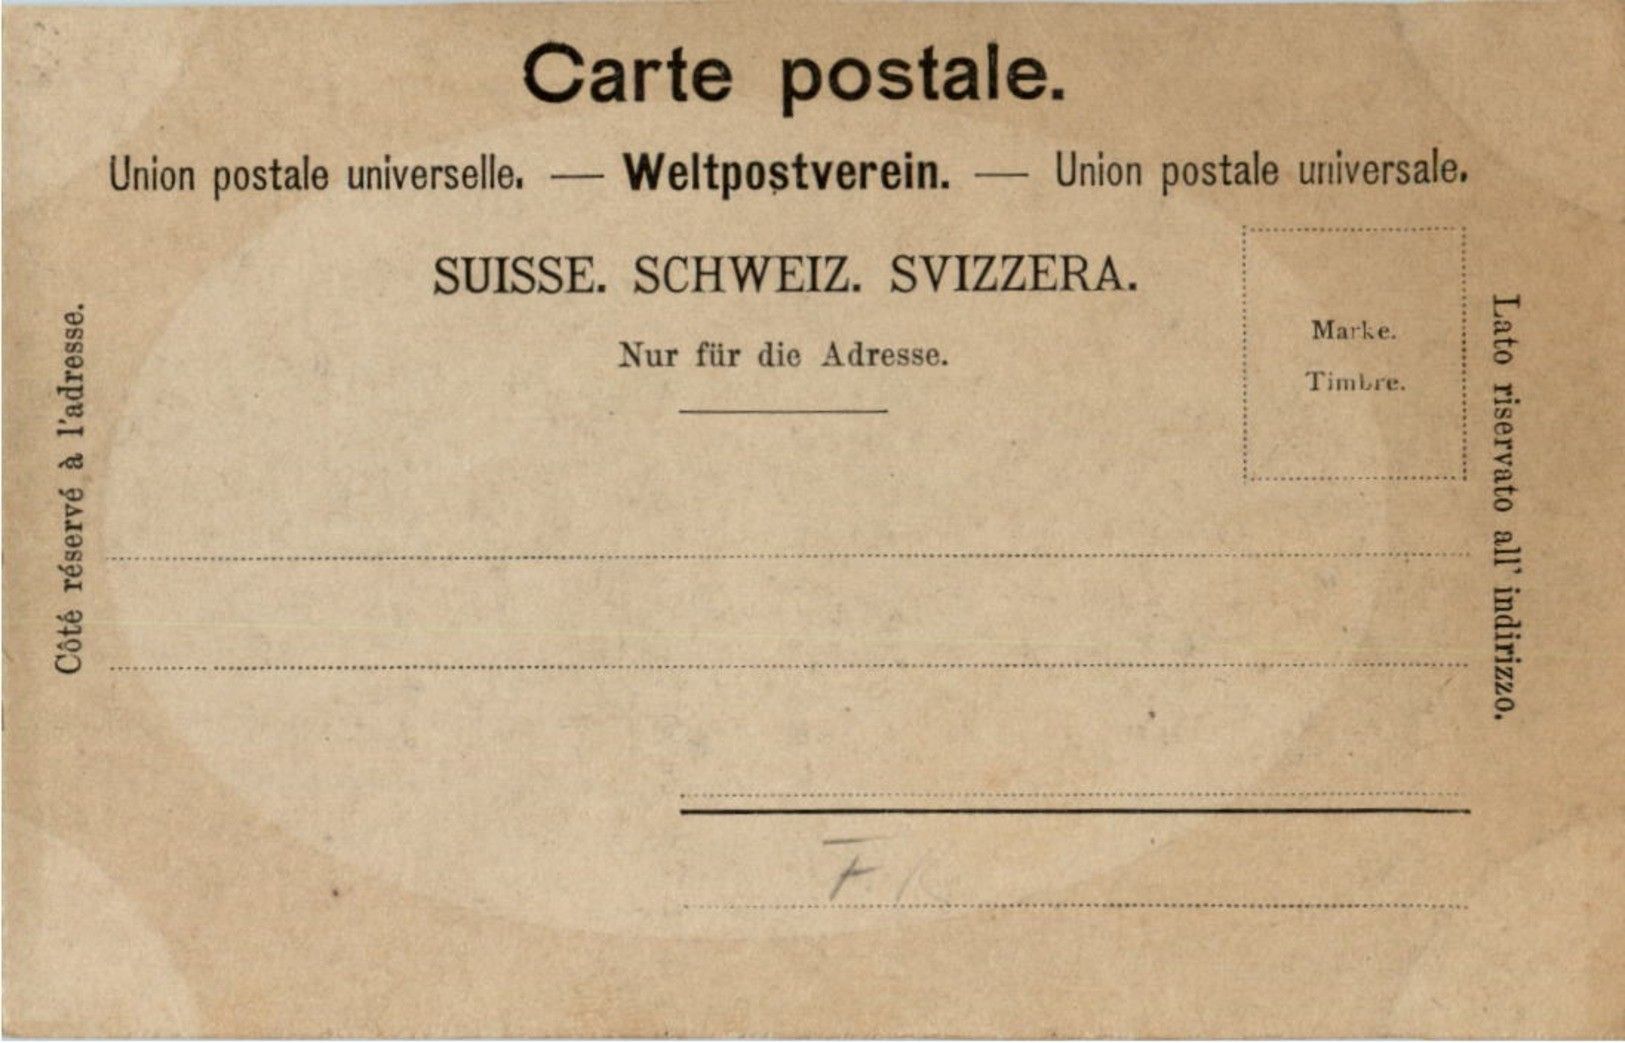 Carte postale.
Union postale universelle. — Weltpostverein. — Union postale universale.
SUISSE. SCHWEIZ. SVIZZERA.
Nur für die Adresse.
Marke.
Timbre.
Côté réservé à l'adresse.
Lato riservato all' indirizzo.
F.